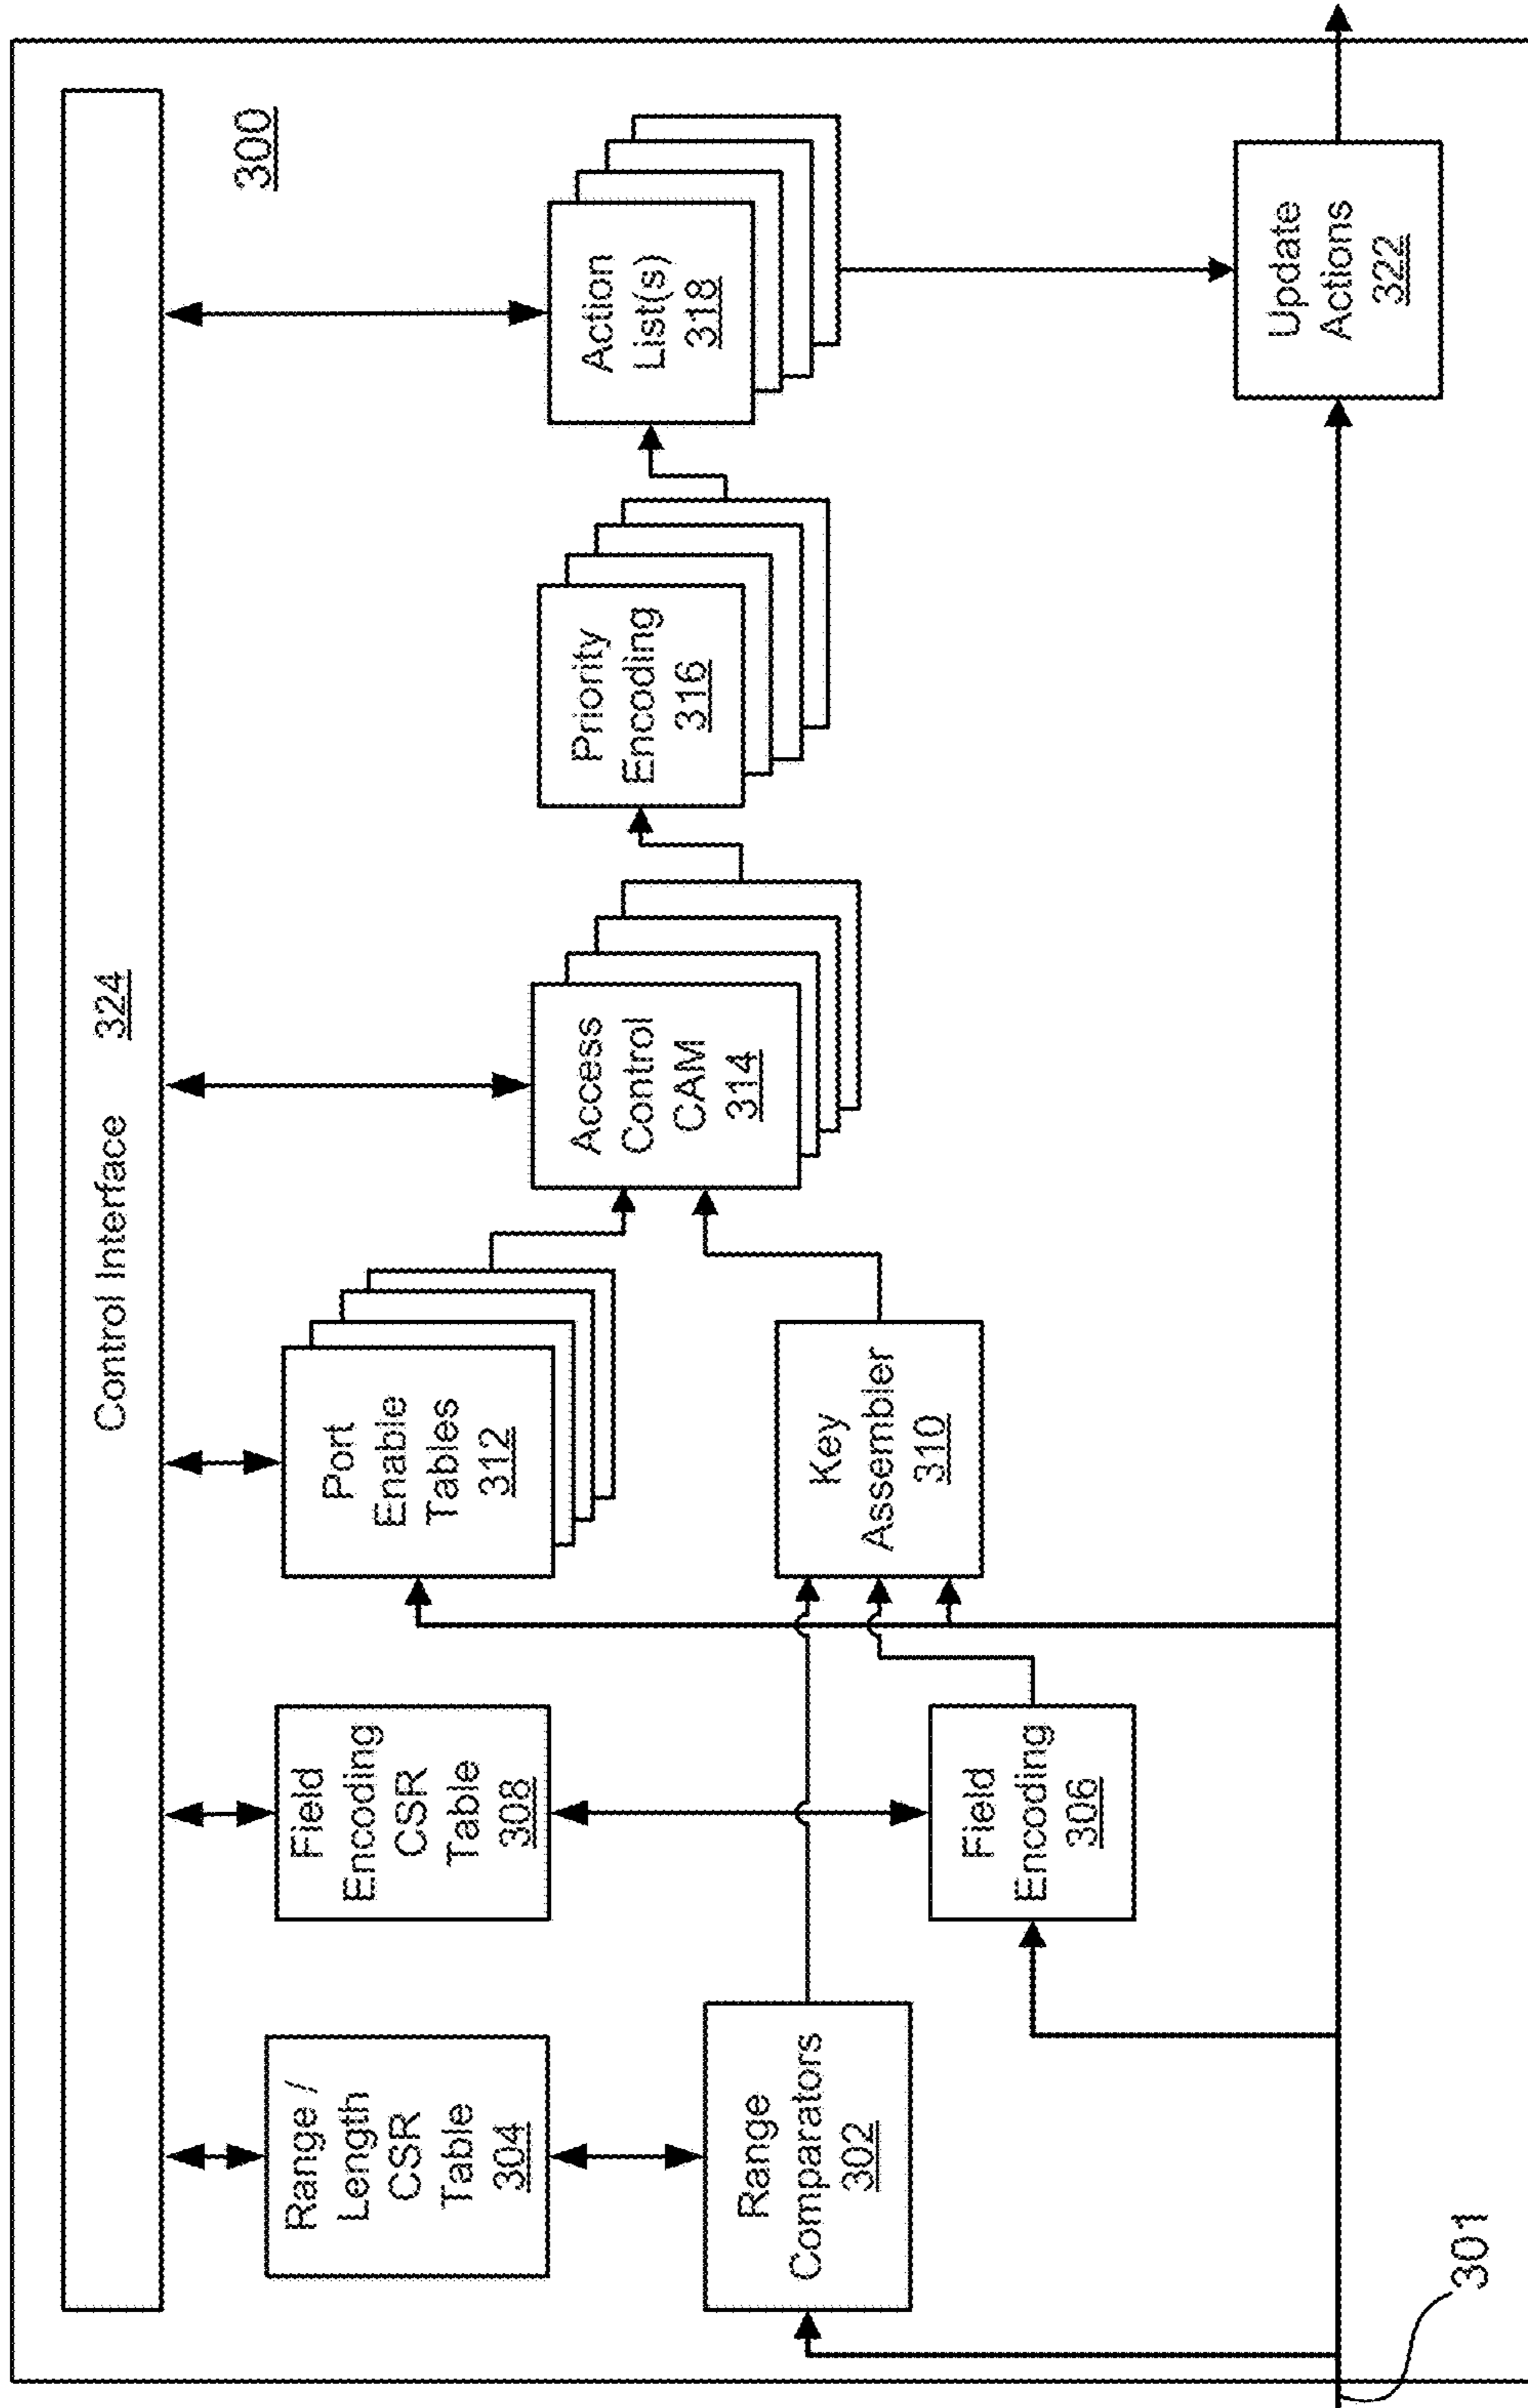 Control Interface 324
300
Range /
Length
CSR
Table
304
Field
Encoding
CSR
Table
308
Port
Enable
Tables
312
Access
Control
CAM
314
Priority
Encoding
316
Action
List(s)
318
Range
Comparators
302
Field
Encoding
306
Key
Assembler
310
Update
Actions
322
301